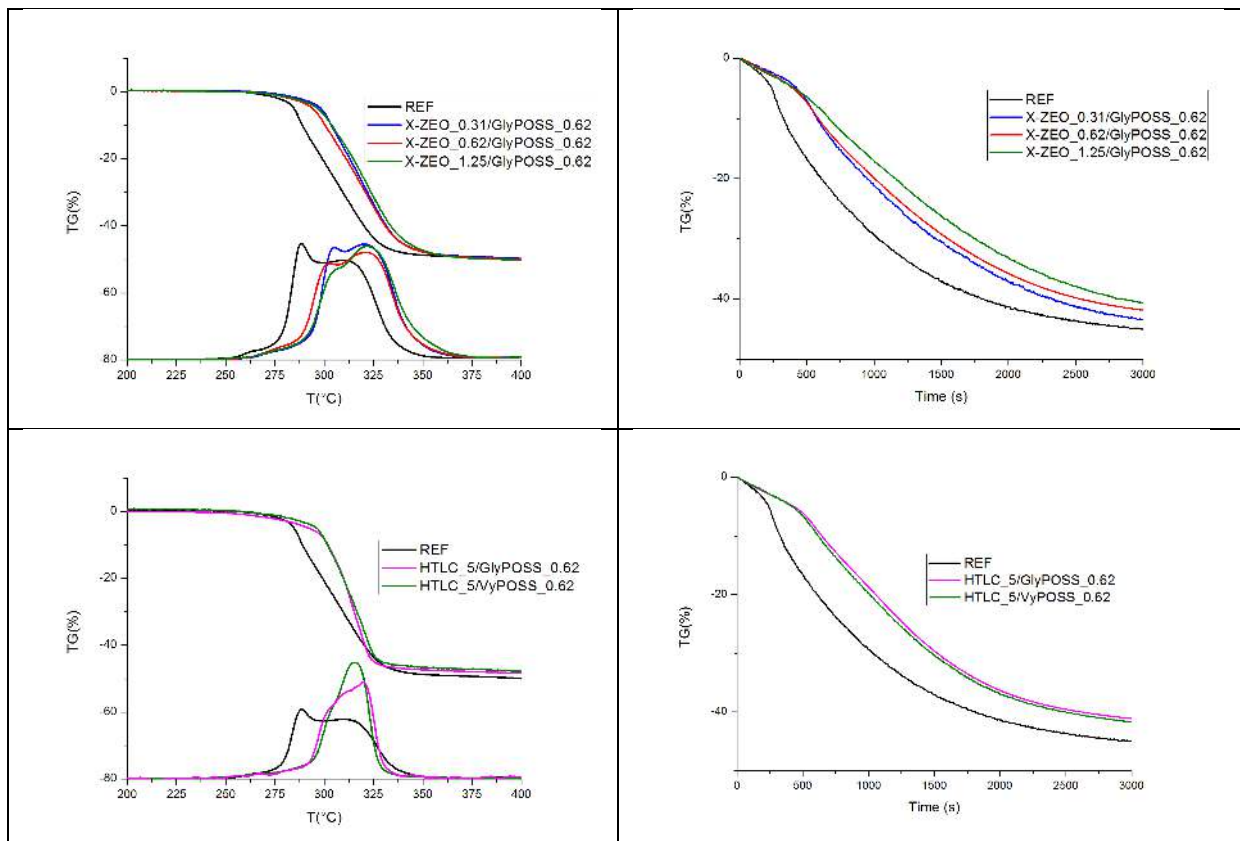 TG(%)
0
-20
-40
-60
-80
REF
X-ZEO_0.31/GlyPOSS_0.62
X-ZEO_0.62/GlyPOSS_0.62
X-ZEO_1.25/GlyPOSS_0.62
200 225 250 275 300 325 350 375 400
T(°C)
TG(%)
0
-20
-40
REF
X-ZEO_0.31/GlyPOSS_0.62
X-ZEO_0.62/GlyPOSS_0.62
X-ZEO_1.25/GlyPOSS_0.62
0 500 1000 1500 2000 2500 3000
Time (s)
TG(%)
0
-20
-40
-60
-80
REF
HTLC_5/GlyPOSS_0.62
HTLC_5/VyPOSS_0.62
200 225 250 275 300 325 350 375 400
T(°C)
TG(%)
0
-20
-40
REF
HTLC_5/GlyPOSS_0.62
HTLC_5/VyPOSS_0.62
0 500 1000 1500 2000 2500 3000
Time (s)